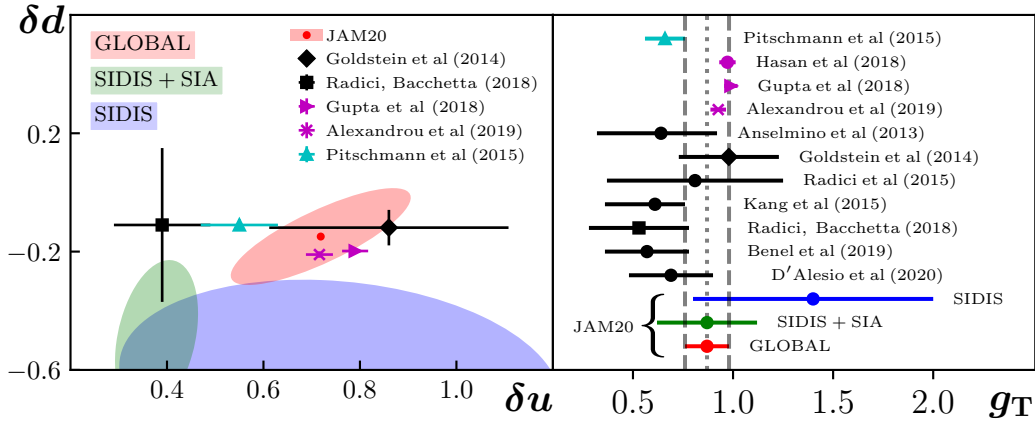 δd
GLOBAL
SIDIS + SIA
SIDIS
JAM20
Goldstein et al (2014)
Radici, Bacchetta (2018)
Gupta et al (2018)
Alexandrou et al (2019)
Pitschmann et al (2015)
0.2
−0.2
−0.6
0.4
0.6
0.8
1.0
δu
Pitschmann et al (2015)
Hasan et al (2018)
Gupta et al (2018)
Alexandrou et al (2019)
Anselmino et al (2013)
Goldstein et al (2014)
Radici et al (2015)
Kang et al (2015)
Radici, Bacchetta (2018)
Benel et al (2019)
D′Alesio et al (2020)
JAM20
SIDIS
SIDIS + SIA
GLOBAL
0.5
1.0
1.5
2.0
gT